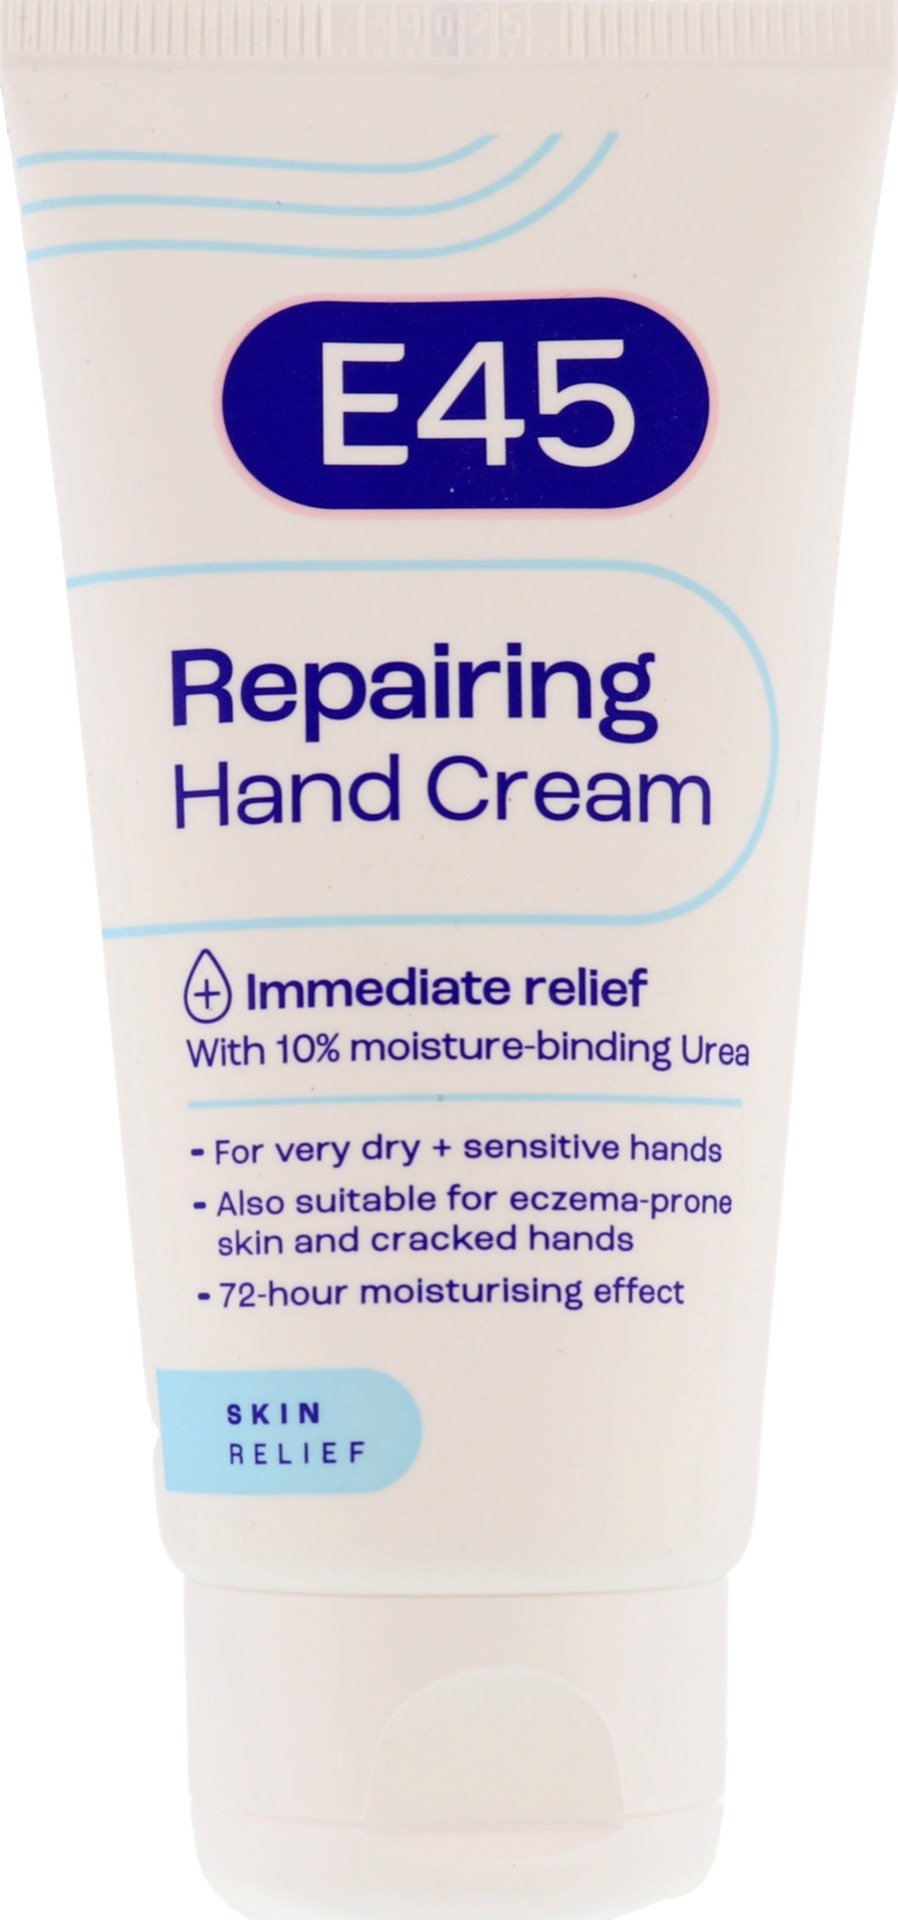 E45
Repairing
Hand Cream
Immediate relief
With 10% moisture-binding Urea
- For very dry + sensitive hands
- Also suitable for eczema-prone
skin and cracked hands
- 72-hour moisturising effect
SKIN
RELIEF